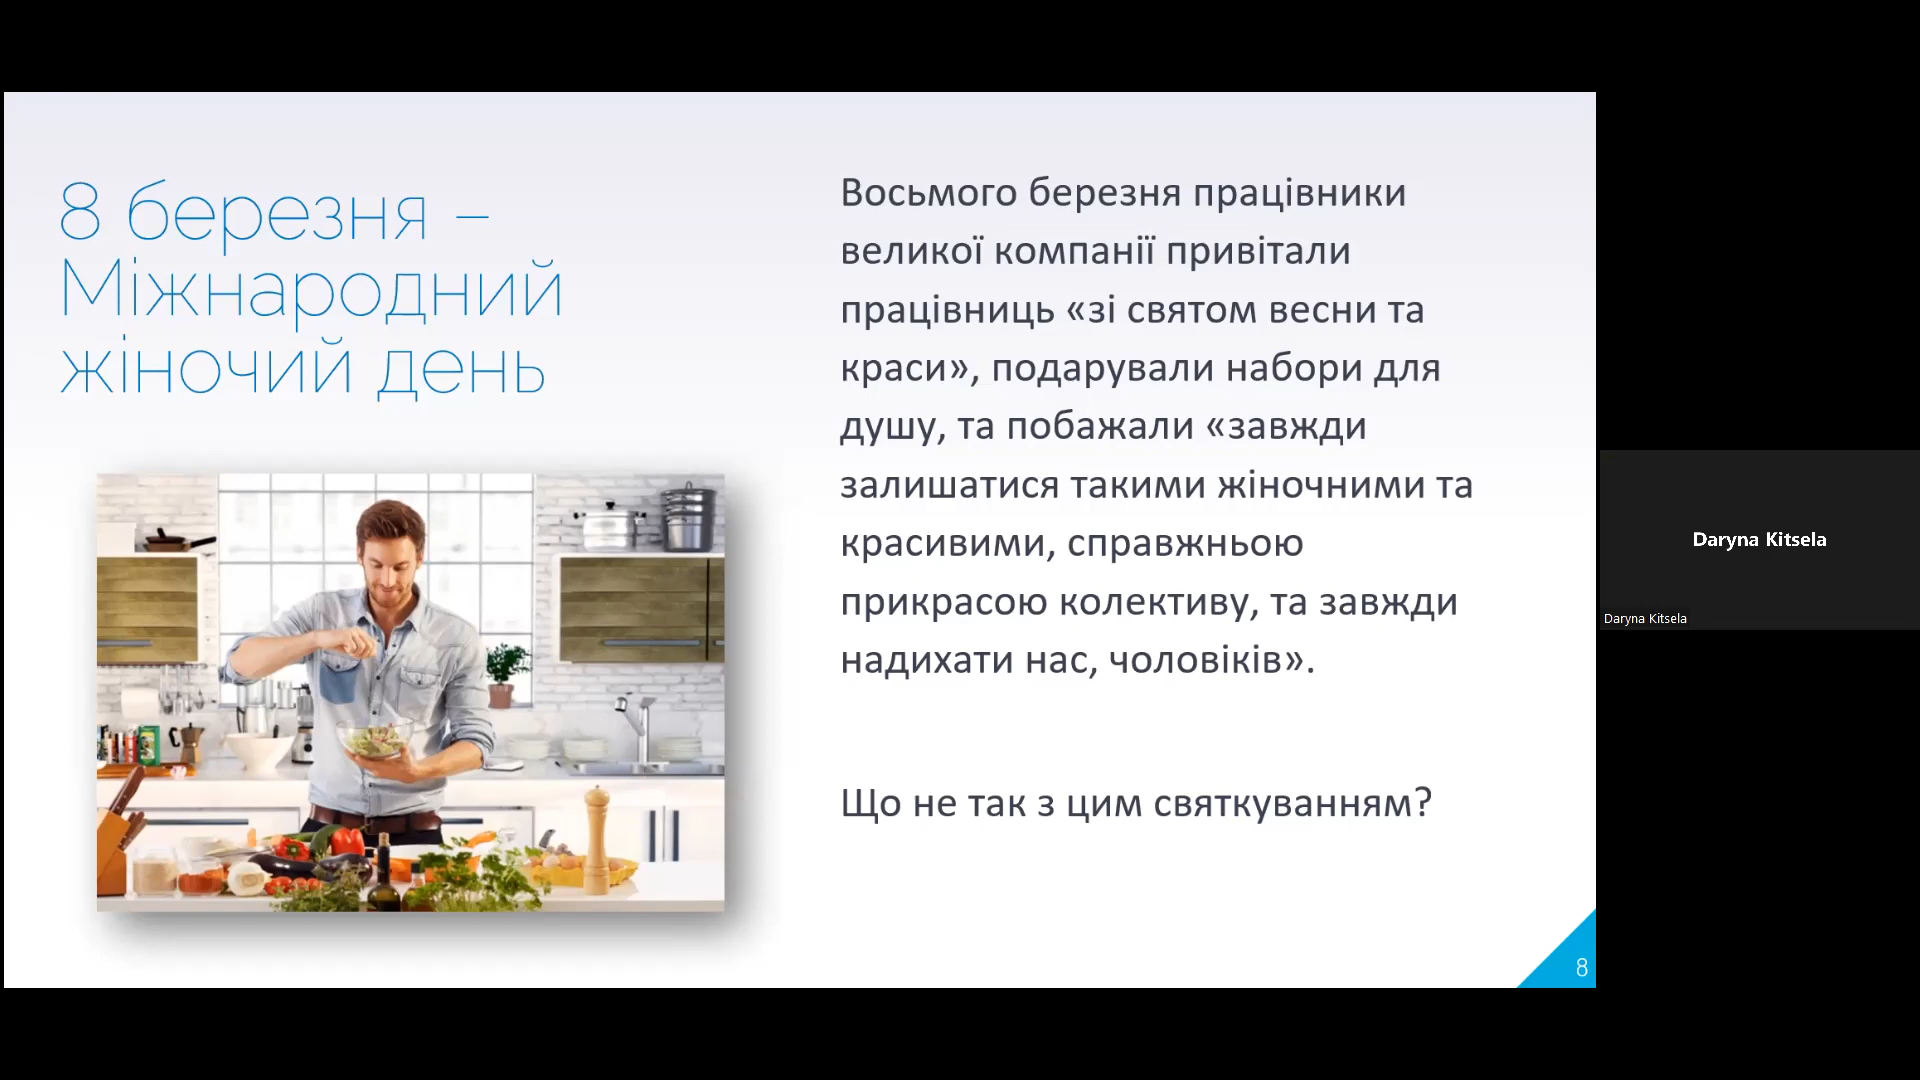 8 березня –
Міжнародний
жіночий день
Восьмого березня працівники
великої компанії привітали
працівниць «зі святом весни та
краси», подарували набори для
душу, та побажали «завжди
залишатися такими жіночними та
красивими, справжньою
прикрасою колективу, та завжди
надихати нас, чоловіків».
Що не так з цим святкуванням?
8
Daryna Kitsela
Daryna Kitsela